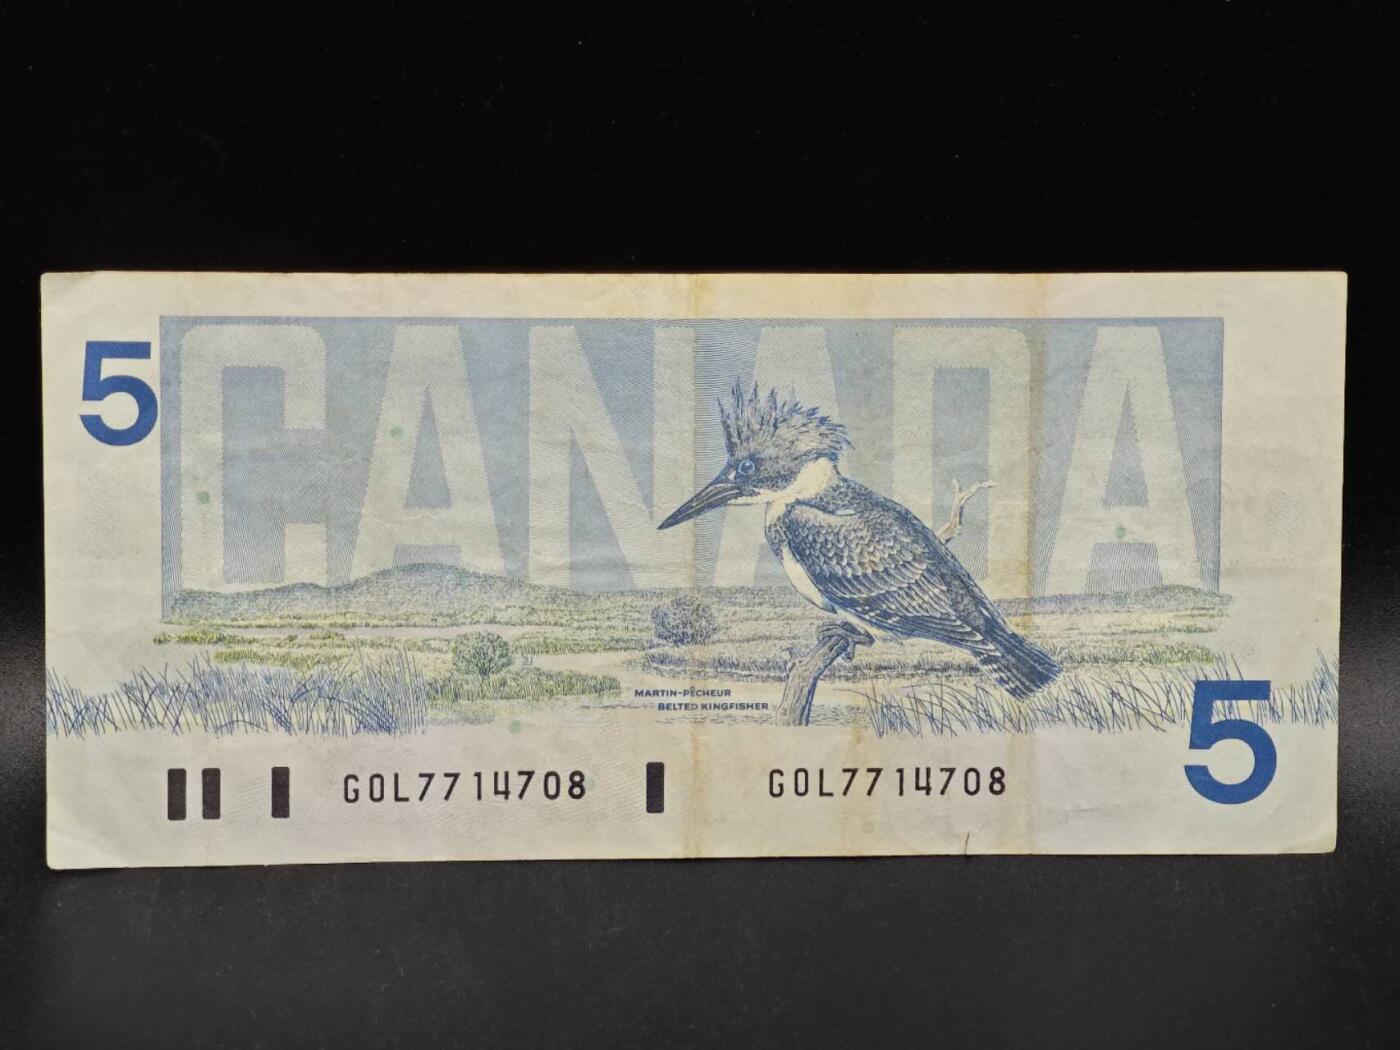 5
CANADA
MARTIN-PÊCHEUR
BELTED KINGFISHER
5
GOL7714708
GOL7714708